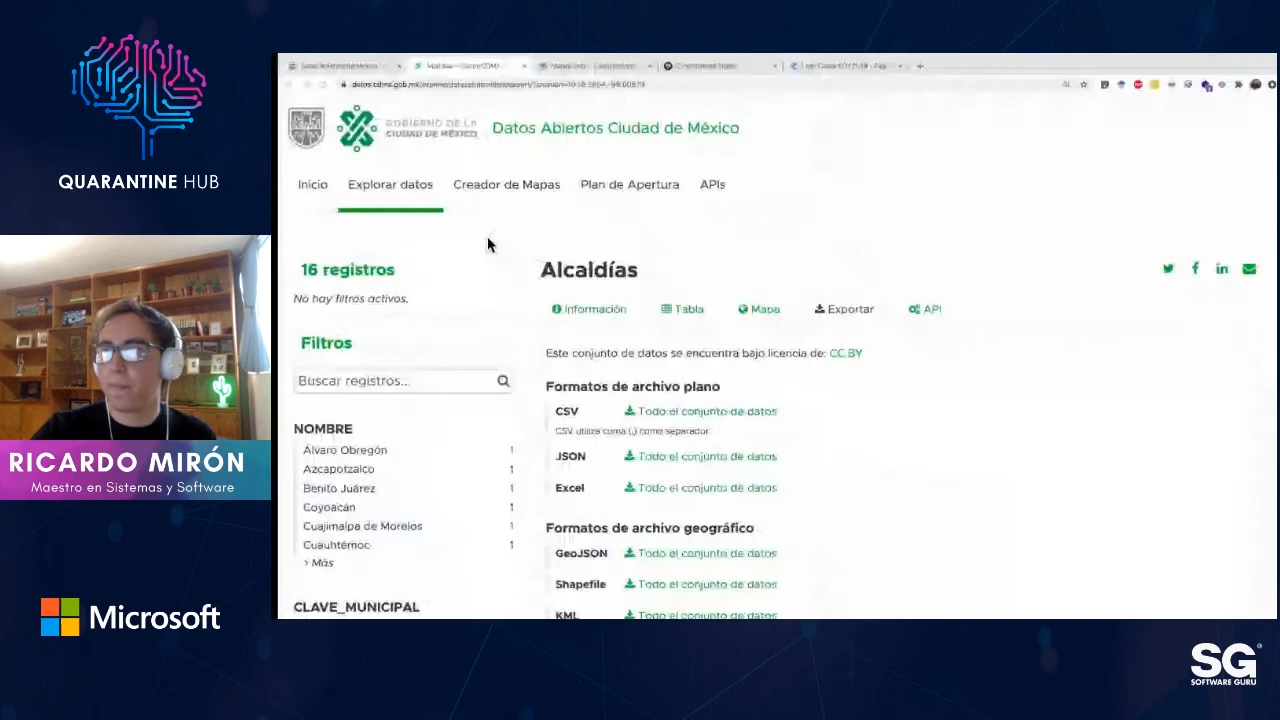 QUARANTINE HUB
RICARDO MIRÓN
Maestro en Sistemas y Software
Microsoft
GOBIERNO DE LA
CIUDAD DE MÉXICO
Datos Abiertos Ciudad de México
Inicio
Explorar datos
Creador de Mapas
Plan de Apertura
APIs
16 registros
No hay filtros activos.
Filtros
Buscar registros...
NOMBRE
Álvaro Obregón 1
Azcapotzalco 1
Benito Juárez 1
Coyoacán 1
Cuajimalpa de Morelos 1
Cuauhtémoc 1
› Más
CLAVE_MUNICIPAL
Alcaldías
Información
Tabla
Mapa
Exportar
API
Este conjunto de datos se encuentra bajo licencia de: CC BY
Formatos de archivo plano
CSV Todo el conjunto de datos
CSV utiliza coma (,) como separador.
JSON Todo el conjunto de datos
Excel Todo el conjunto de datos
Formatos de archivo geográfico
GeoJSON Todo el conjunto de datos
Shapefile Todo el conjunto de datos
KML Todo el conjunto de datos
SG
SOFTWARE GURU